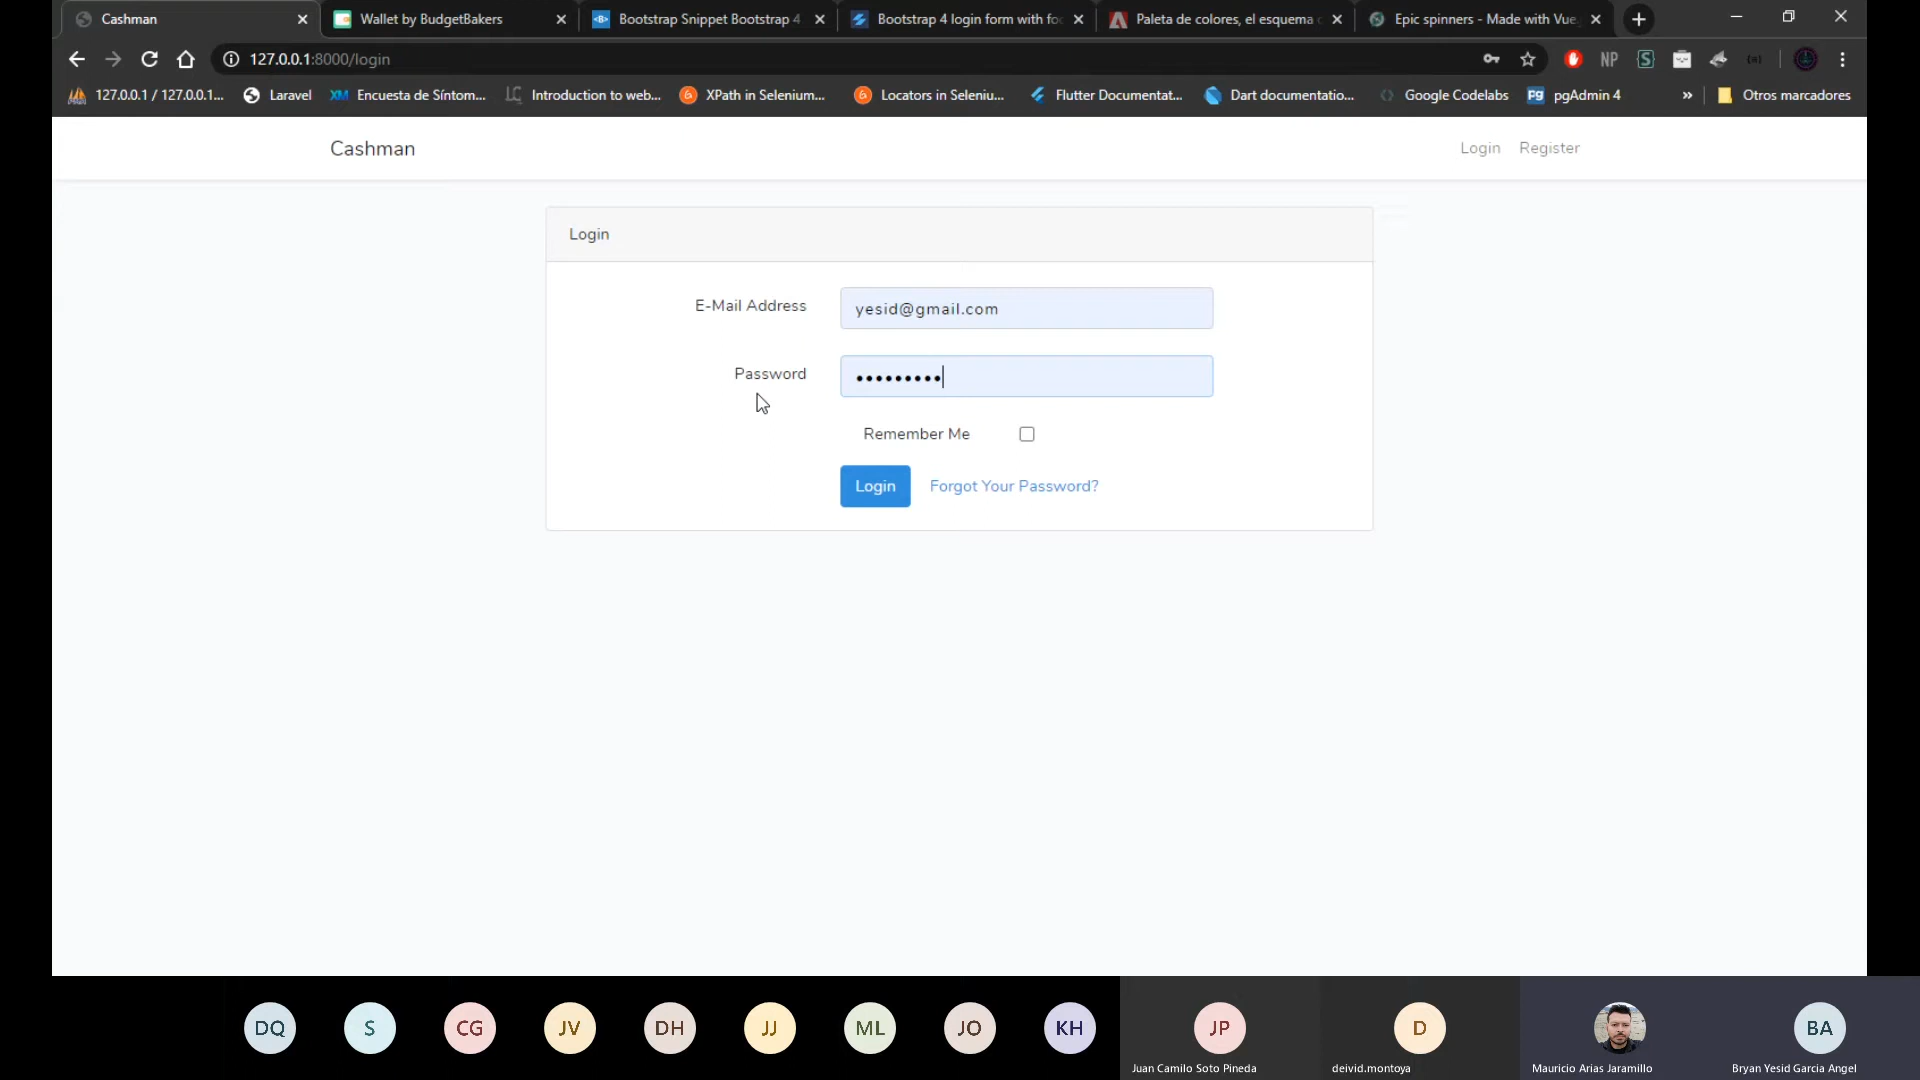 Cashman
Wallet by BudgetBakers
Bootstrap Snippet Bootstrap 4
Bootstrap 4 login form with fo
Paleta de colores, el esquema
Epic spinners - Made with Vue
127.0.0.1:8000/login
127.0.0.1 / 127.0.0.1...
Laravel
XM Encuesta de Síntom...
LC Introduction to web...
XPath in Selenium...
Locators in Seleniu...
Flutter Documentat...
Dart documentatio...
Google Codelabs
pgAdmin 4
»
Otros marcadores
Cashman
Login
Register
Login
E-Mail Address
yesid@gmail.com
Password
Remember Me
Login
Forgot Your Password?
DQ
S
CG
JV
DH
JJ
ML
JO
KH
JP
D
BA
Juan Camilo Soto Pineda
deivid.montoya
Mauricio Arias Jaramillo
Bryan Yesid Garcia Angel